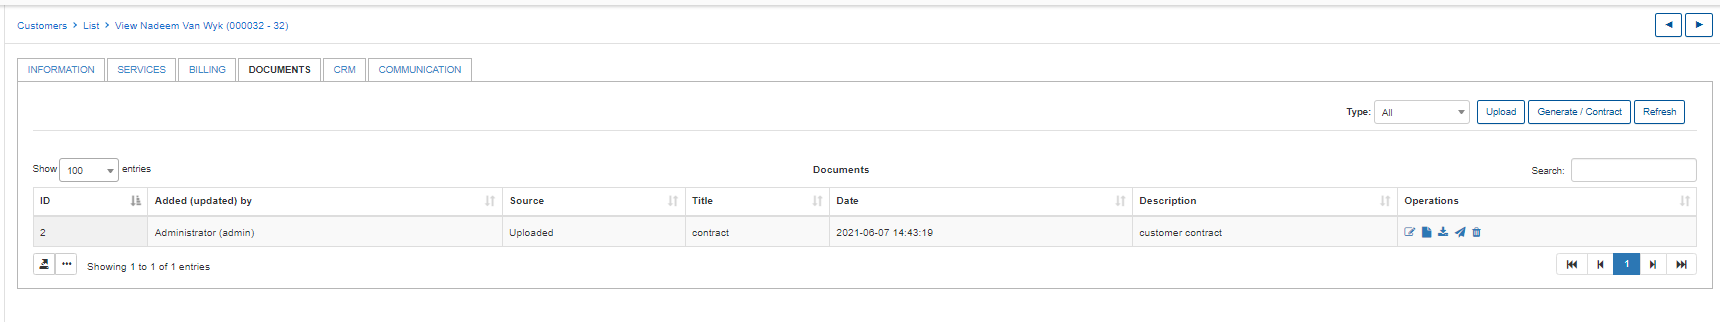 Customers > List > View Nadeem Van Wyk (000032 - 32)
INFORMATION SERVICES BILLING DOCUMENTS CRM COMMUNICATION
Type: All Upload Generate / Contract Refresh
Show 100 entries Documents Search:
ID Added (updated) by Source Title Date Description Operations
2 Administrator (admin) Uploaded contract 2021-06-07 14:43:19 customer contract
Showing 1 to 1 of 1 entries 1